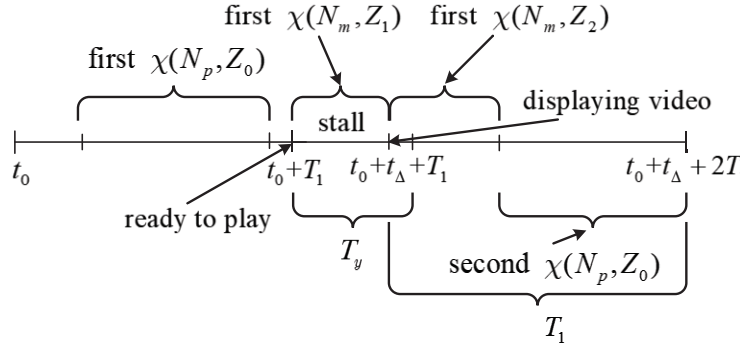 first χ(N_m, Z_1) first χ(N_m, Z_2)
first χ(N_p, Z_0)
displaying video
stall
t_0 t_0+T_1 t_0+t_Δ+T_1 t_0+t_Δ+2T
ready to play
T_y second χ(N_p, Z_0)
T_1